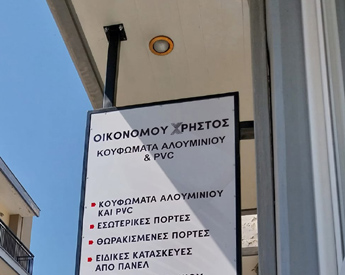 ΟΙΚΟΝΟΜΟΥ ΧΡΗΣΤΟΣ
ΚΟΥΦΩΜΑΤΑ ΑΛΟΥΜΙΝΙΟΥ
& PVC
ΚΟΥΦΩΜΑΤΑ ΑΛΟΥΜΙΝΙΟΥ
ΚΑΙ PVC
ΕΣΩΤΕΡΙΚΕΣ ΠΟΡΤΕΣ
ΘΩΡΑΚΙΣΜΕΝΕΣ ΠΟΡΤΕΣ
ΕΙΔΙΚΕΣ ΚΑΤΑΣΚΕΥΕΣ
ΑΠΟ ΠΑΝΕΛ